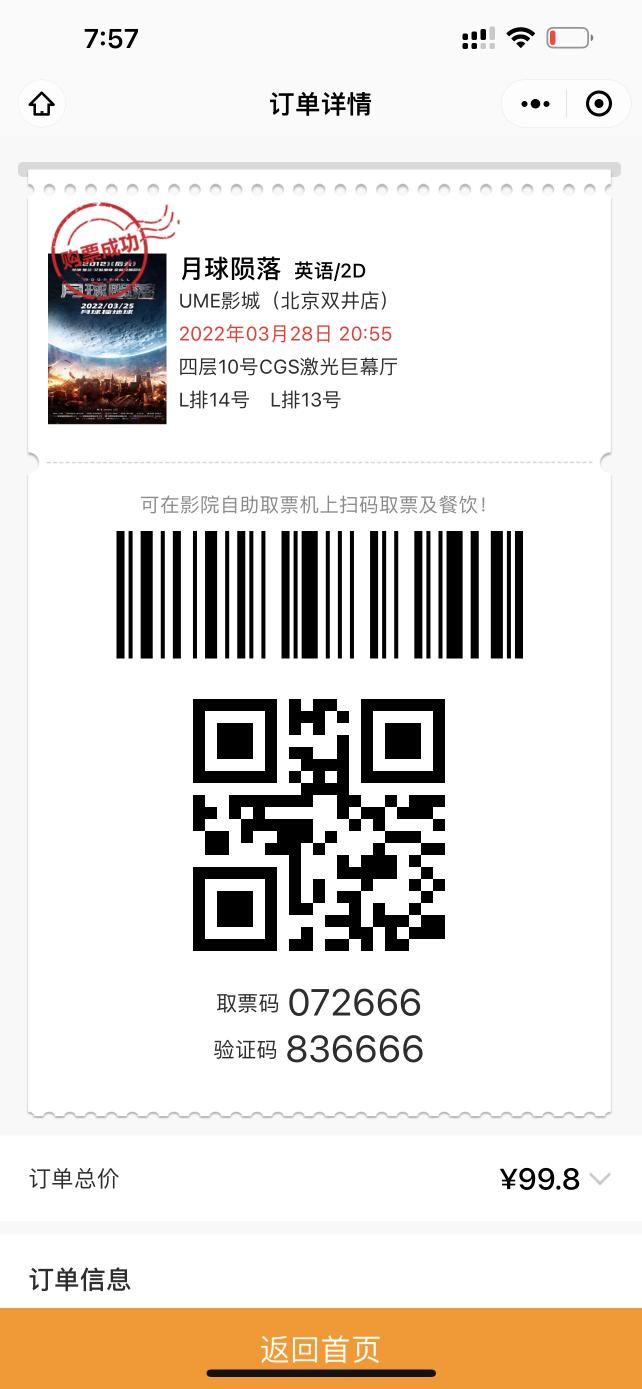 7:57
订单详情
购票成功
月球陨落 英语/2D
UME影城（北京双井店）
2022年03月28日 20:55
四层10号CGS激光巨幕厅
L排14号 L排13号
月球陨落
2022/03/25
月球撞地球
可在影院自助取票机上扫码取票及餐饮!
取票码 072666
验证码 836666
订单总价
¥99.8
订单信息
返回首页